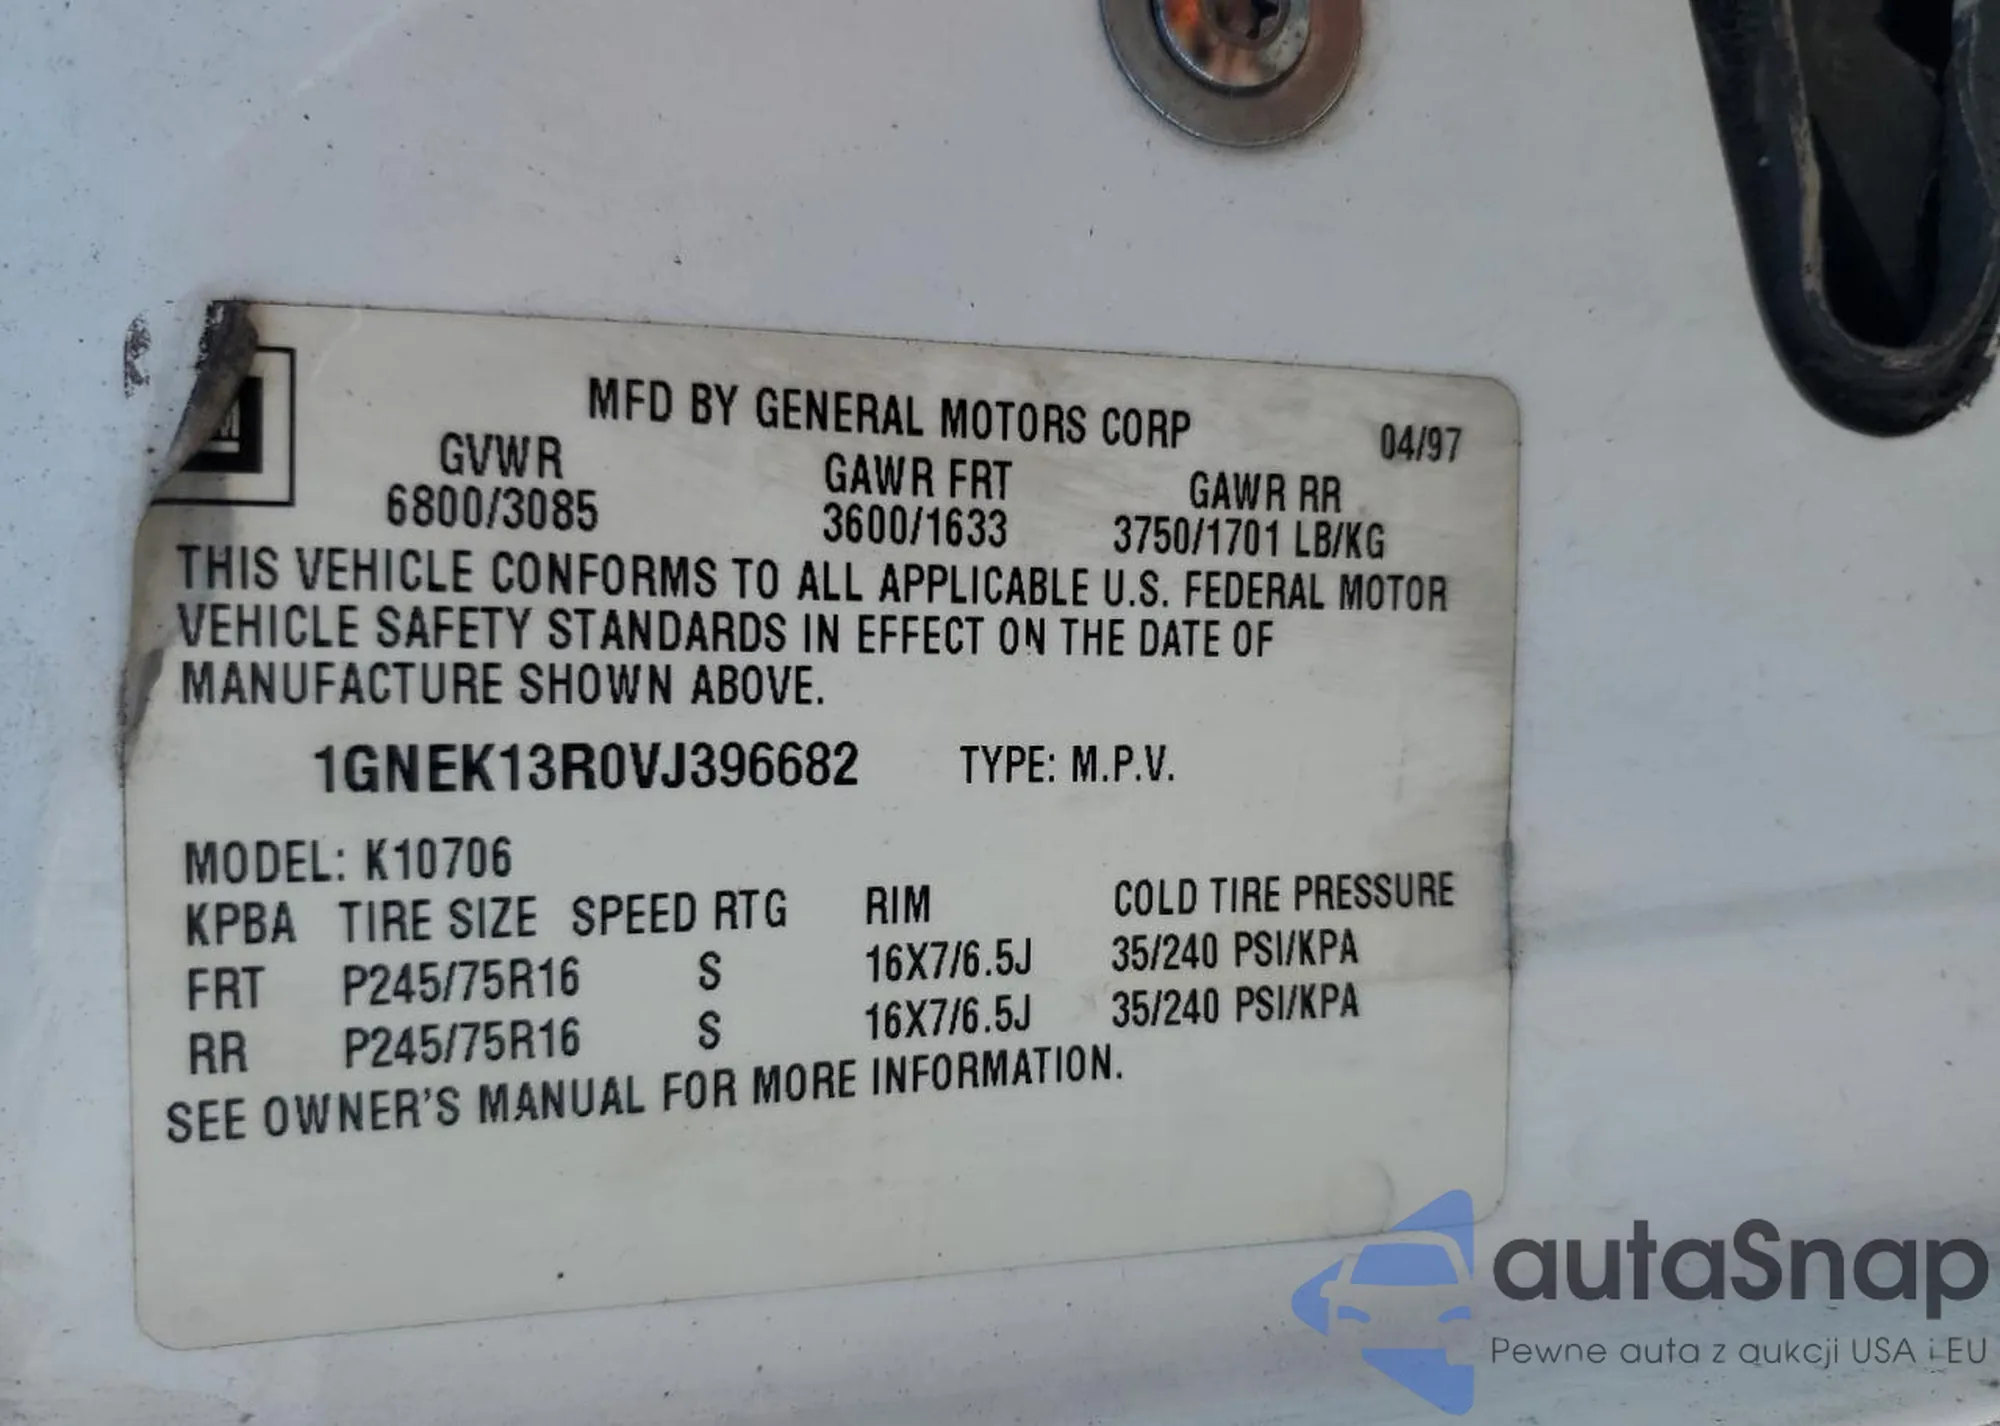 MFD BY GENERAL MOTORS CORP 04/97
GVWR GAWR FRT GAWR RR
6800/3085 3600/1633 3750/1701 LB/KG
THIS VEHICLE CONFORMS TO ALL APPLICABLE U.S. FEDERAL MOTOR
VEHICLE SAFETY STANDARDS IN EFFECT ON THE DATE OF
MANUFACTURE SHOWN ABOVE.
1GNEK13R0VJ396682 TYPE: M.P.V.
MODEL: K10706
KPBA TIRE SIZE SPEED RTG RIM COLD TIRE PRESSURE
FRT P245/75R16 S 16X7/6.5J 35/240 PSI/KPA
RR P245/75R16 S 16X7/6.5J 35/240 PSI/KPA
SEE OWNER'S MANUAL FOR MORE INFORMATION.
autaSnap
Pewne auta z aukcji USA i EU